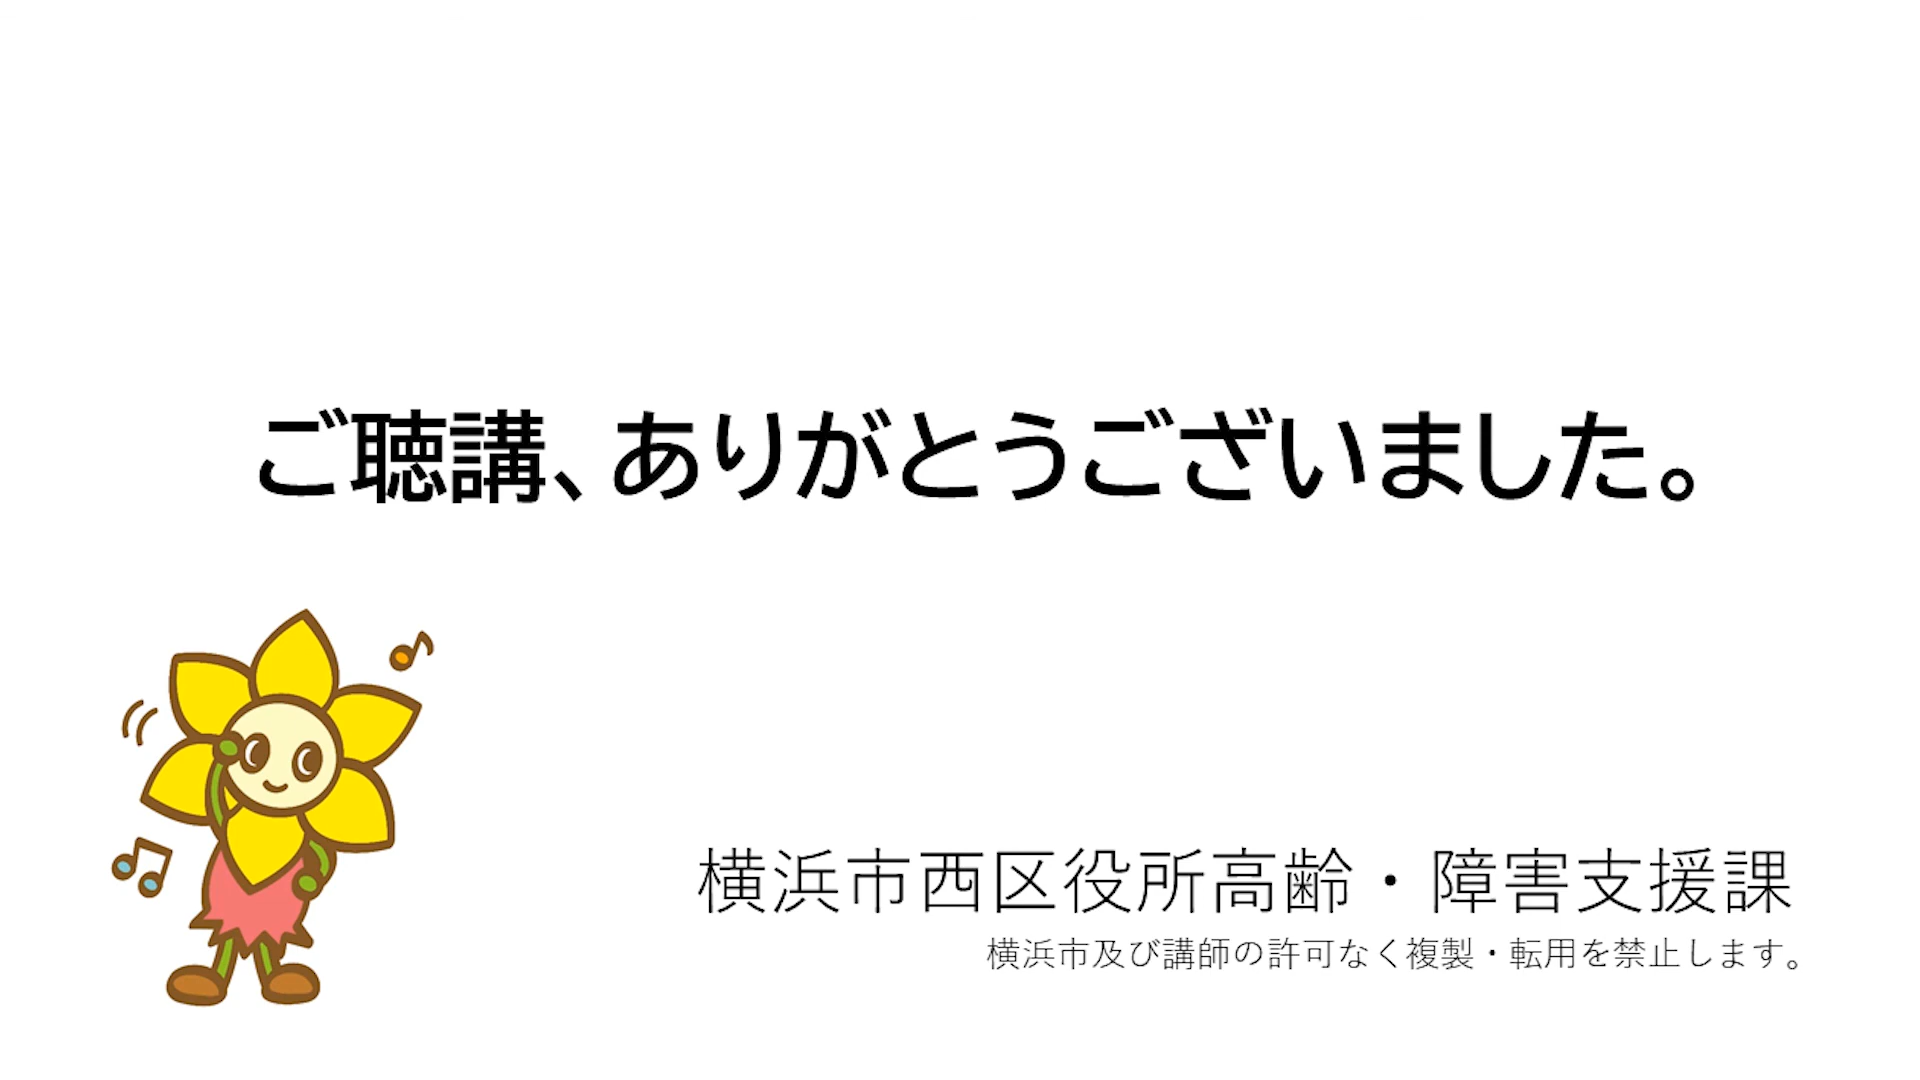 ご聴講、ありがとうございました。
横浜市西区役所高齢・障害支援課
横浜市及び講師の許可なく複製・転用を禁止します。